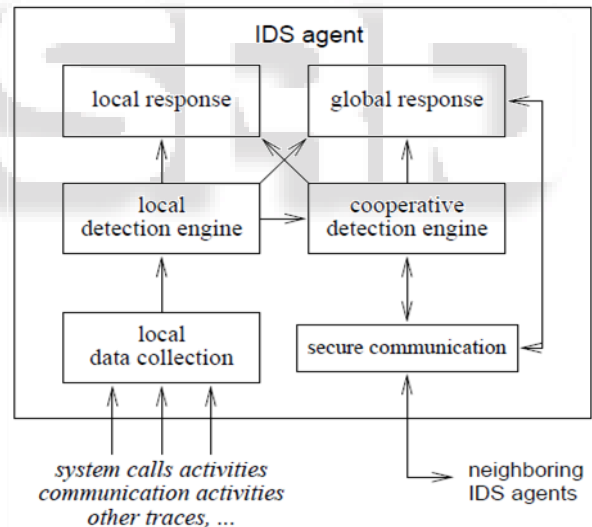 IDS agent
local response
global response
local
detection engine
cooperative
detection engine
local
data collection
secure communication
system calls activities
communication activities
other traces, ...
neighboring
IDS agents